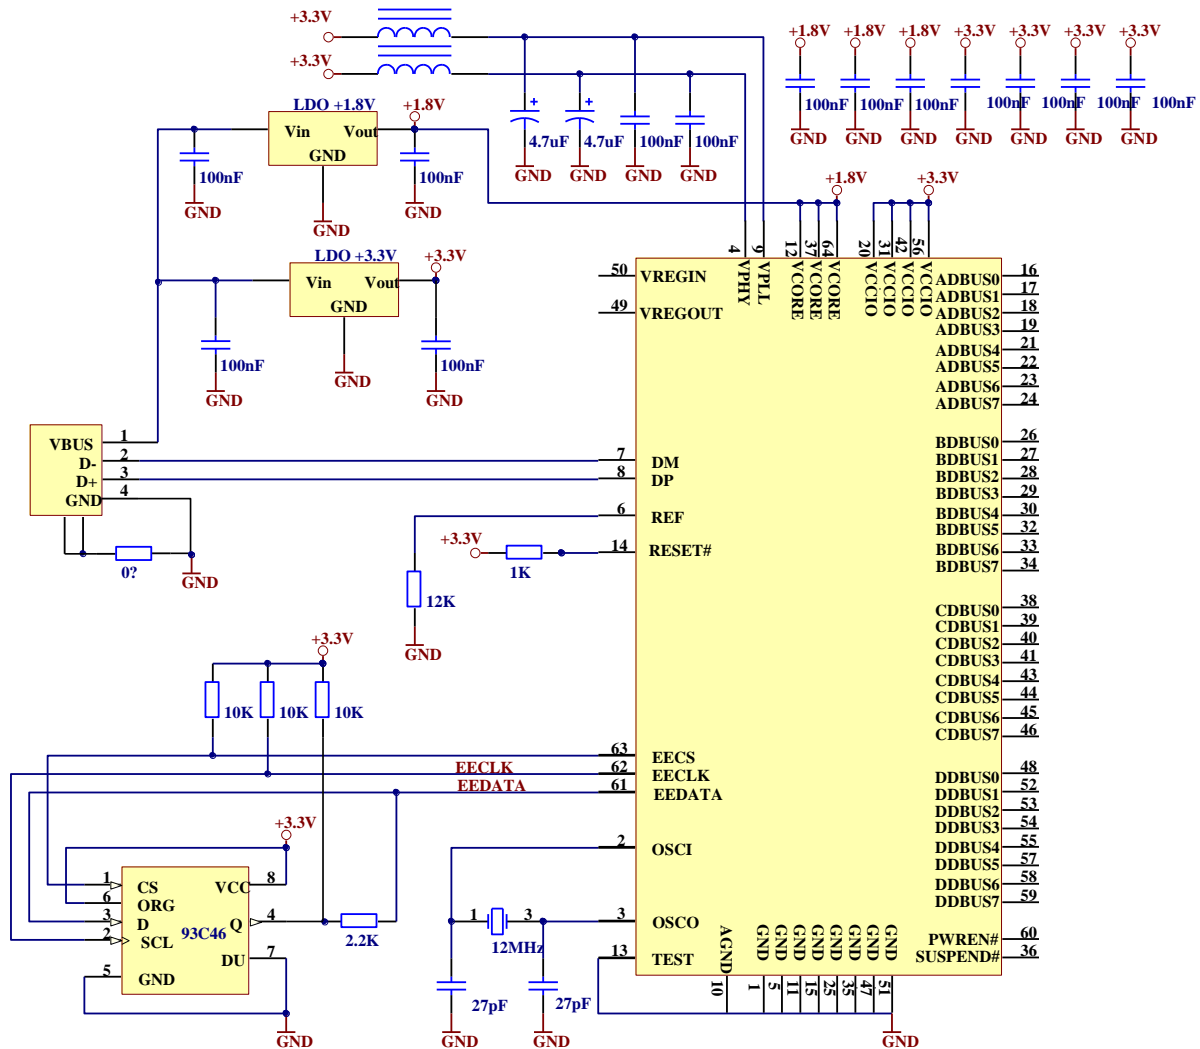 +3.3V
+3.3V
4.7uF
4.7uF
100nF
100nF
GND
GND
GND
GND
+1.8V
+1.8V
+1.8V
+3.3V
+3.3V
+3.3V
+3.3V
100nF
100nF
100nF
100nF
100nF
100nF
100nF
GND
GND
GND
GND
GND
GND
GND
LDO +1.8V
Vin
Vout
GND
+1.8V
100nF
100nF
GND
GND
GND
LDO +3.3V
Vin
Vout
GND
+3.3V
100nF
100nF
GND
GND
GND
+1.8V
+3.3V
4
9
12
37
64
20
31
42
56
VPHY
VPLL
VCORE
VCORE
VCORE
VCCIO
VCCIO
VCCIO
VCCIO
50 VREGIN
49 VREGOUT
VBUS 1
D- 2
D+ 3
GND 4
0?
GND
7 DM
8 DP
6 REF
14 RESET#
+3.3V
1K
12K
GND
+3.3V
10K
10K
10K
63 EECS
EECLK 62 EECLK
EEDATA 61 EEDATA
+3.3V
1 CS
6 ORG
3 D
2 SCL
5 GND
93C46
VCC 8
Q 4
DU 7
2.2K
GND
2 OSCI
3 OSCO
13 TEST
1
3
12MHz
27pF
27pF
GND
GND
ADBUS0 16
ADBUS1 17
ADBUS2 18
ADBUS3 19
ADBUS4 21
ADBUS5 22
ADBUS6 23
ADBUS7 24
BDBUS0 26
BDBUS1 27
BDBUS2 28
BDBUS3 29
BDBUS4 30
BDBUS5 32
BDBUS6 33
BDBUS7 34
CDBUS0 38
CDBUS1 39
CDBUS2 40
CDBUS3 41
CDBUS4 43
CDBUS5 44
CDBUS6 45
CDBUS7 46
DDBUS0 48
DDBUS1 52
DDBUS2 53
DDBUS3 54
DDBUS4 55
DDBUS5 57
DDBUS6 58
DDBUS7 59
PWREN# 60
SUSPEND# 36
AGND
GND
GND
GND
GND
GND
GND
GND
GND
10
1
5
11
15
25
35
47
51
GND